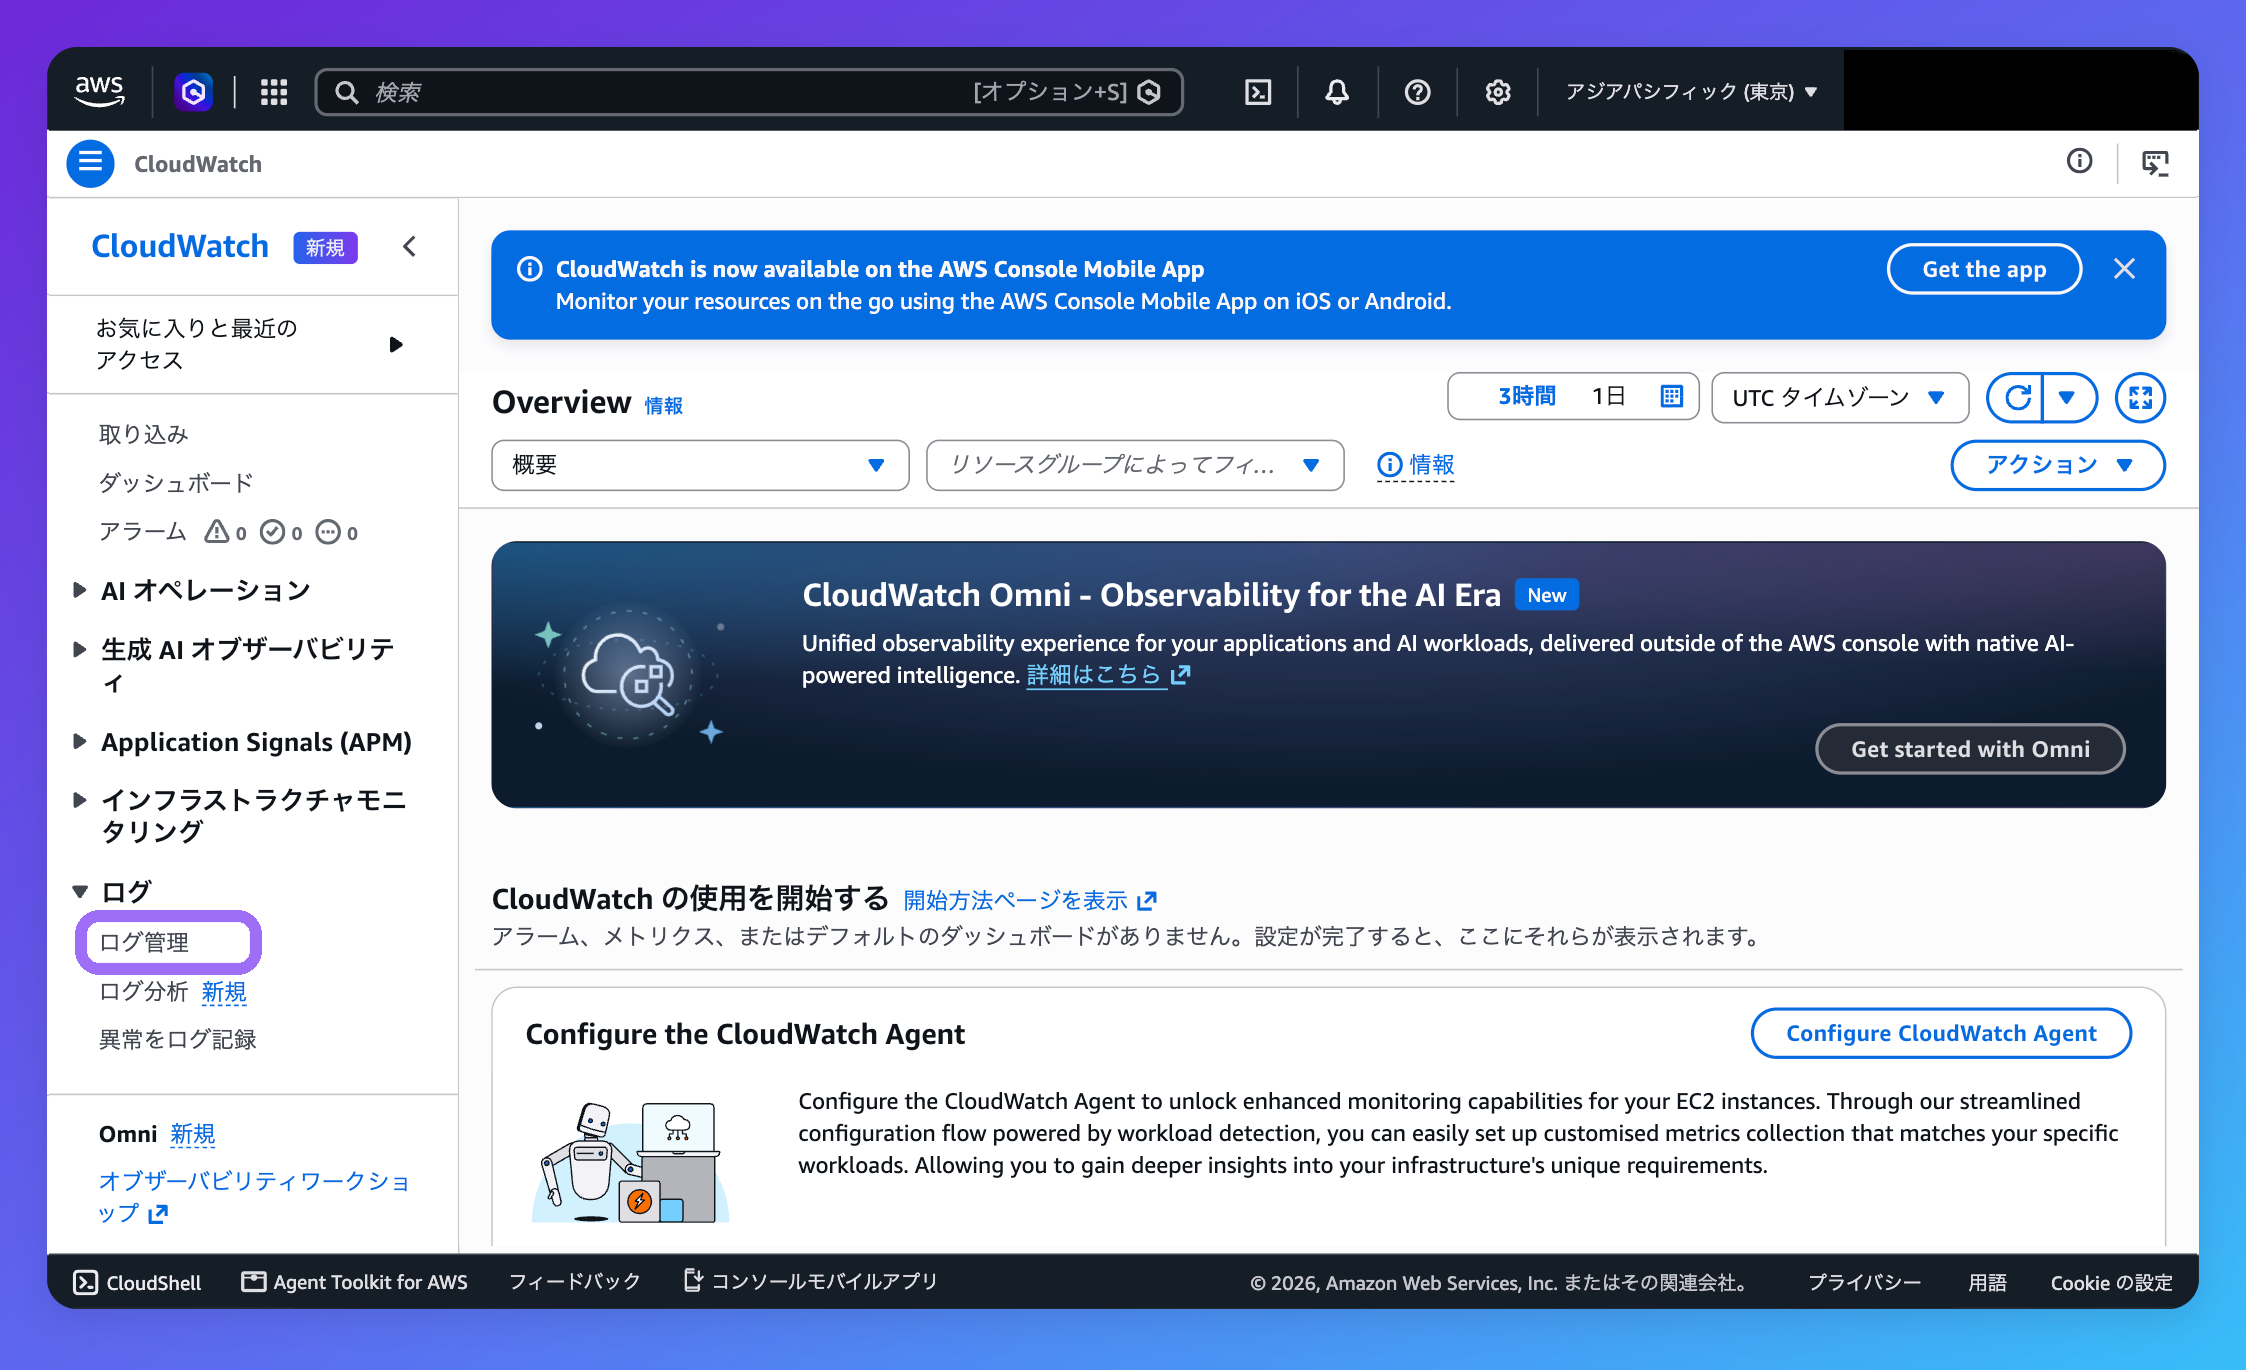 aws
検索 [オプション+S]
アジアパシフィック (東京)
CloudWatch
CloudWatch 新規
お気に入りと最近の
アクセス
取り込み
ダッシュボード
アラーム 0 0 0
AI オペレーション
生成 AI オブザーバビリテ
ィ
Application Signals (APM)
インフラストラクチャモニ
タリング
ログ
ログ管理
ログ分析 新規
異常をログ記録
Omni 新規
オブザーバビリティワークショ
ップ
CloudWatch is now available on the AWS Console Mobile App
Monitor your resources on the go using the AWS Console Mobile App on iOS or Android.
Get the app
Overview 情報
3時間 1日
UTC タイムゾーン
概要
リソースグループによってフィ...
情報
アクション
CloudWatch Omni - Observability for the AI Era New
Unified observability experience for your applications and AI workloads, delivered outside of the AWS console with native AI-
powered intelligence. 詳細はこちら
Get started with Omni
CloudWatch の使用を開始する 開始方法ページを表示
アラーム、メトリクス、またはデフォルトのダッシュボードがありません。設定が完了すると、ここにそれらが表示されます。
Configure the CloudWatch Agent
Configure CloudWatch Agent
Configure the CloudWatch Agent to unlock enhanced monitoring capabilities for your EC2 instances. Through our streamlined
configuration flow powered by workload detection, you can easily set up customised metrics collection that matches your specific
workloads. Allowing you to gain deeper insights into your infrastructure's unique requirements.
CloudShell Agent Toolkit for AWS フィードバック コンソールモバイルアプリ © 2026, Amazon Web Services, Inc. またはその関連会社。 プライバシー 用語 Cookie の設定